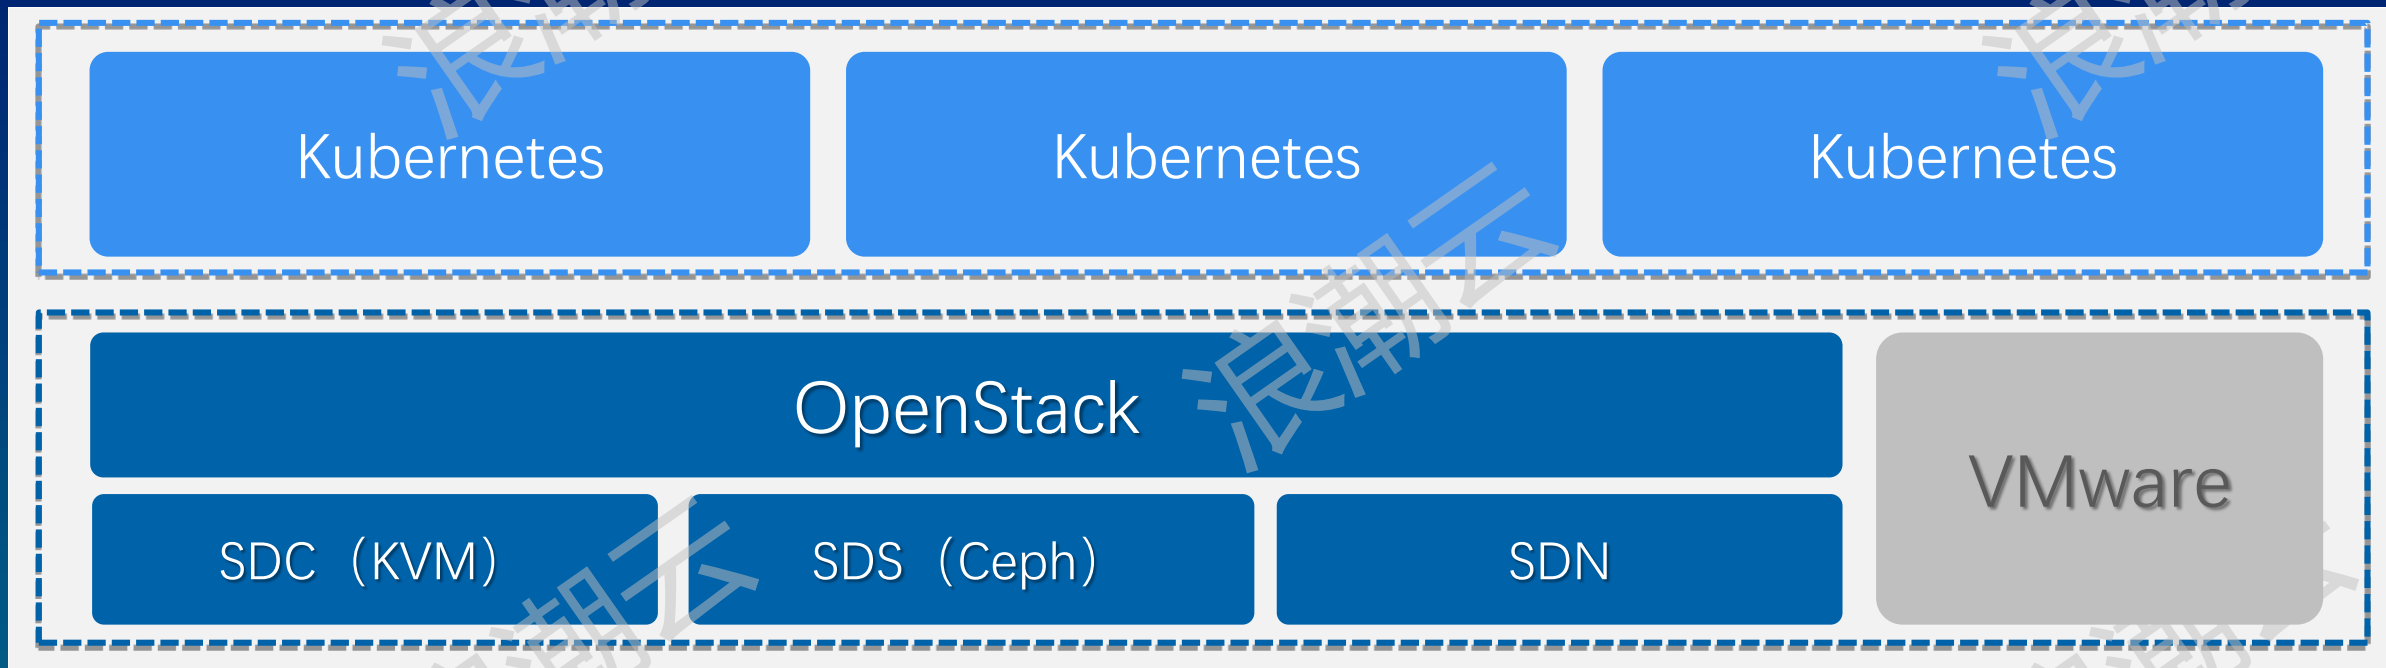 Kubernetes
Kubernetes
Kubernetes
OpenStack
VMware
SDC（KVM）
SDS（Ceph）
SDN
浪潮云